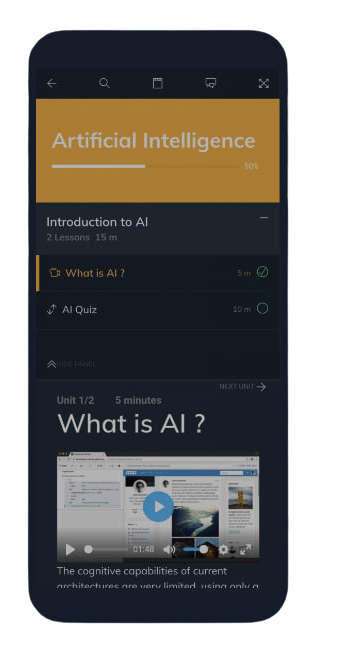 Artificial Intelligence
50%
Introduction to AI
2 Lessons 15 m
What is AI ?
5 m
AI Quiz
10 m
HIDE PANEL
NEXT UNIT
Unit 1/2 5 minutes
What is AI ?
01:48
The cognitive capabilities of current
architectures are very limited, using only a